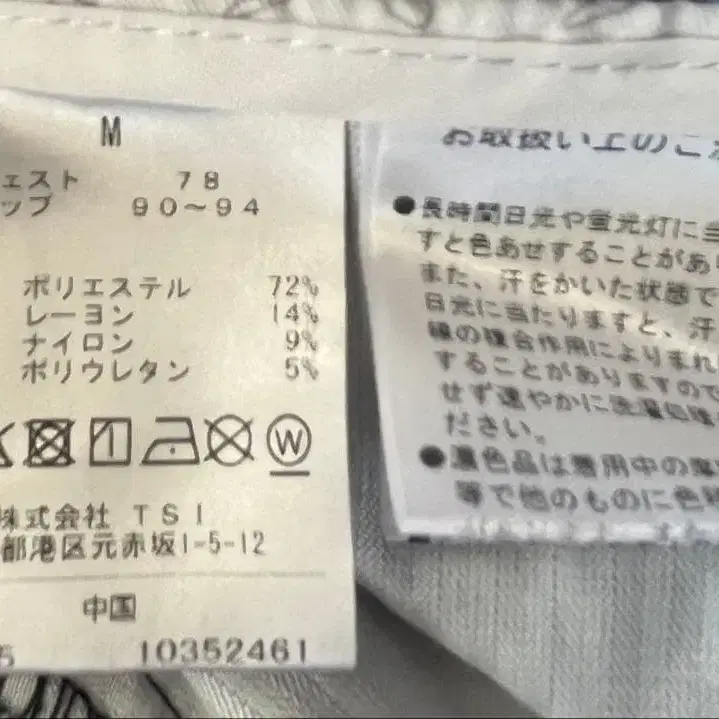 M
ェスト 78
ップ 90～94
ポリエステル 72%
レーヨン 14%
ナイロン 9%
ポリウレタン 5%
W
株式会社 TSI
都港区元赤坂1-5-12
中国
5 10352461
お取扱い上のご
●長時間日光や蛍光灯に当
すと色あせすることがあり
また、汗をかいた状態で
日光に当たりますと、汗
線の複合作用によりまれ
することがありますので
せず速やかに洗濯処理
ださい。
●濃色品は着用中の摩
等で他のものに色